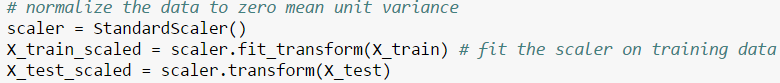 # normalize the data to zero mean unit variance
scaler = StandardScaler()
X_train_scaled = scaler.fit_transform(X_train) # fit the scaler on training data
X_test_scaled = scaler.transform(X_test)